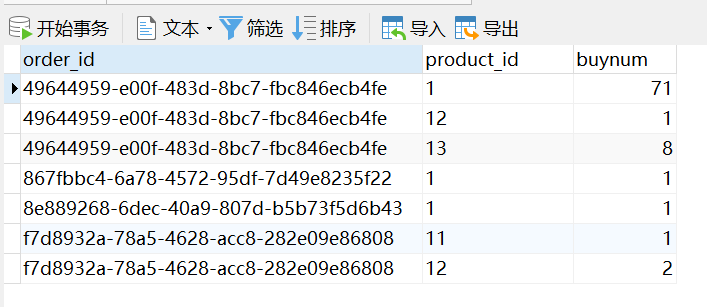 开始事务 文本 筛选 排序 导入 导出
order_id product_id buynum
49644959-e00f-483d-8bc7-fbc846ecb4fe 1 71
49644959-e00f-483d-8bc7-fbc846ecb4fe 12 1
49644959-e00f-483d-8bc7-fbc846ecb4fe 13 8
867fbbc4-6a78-4572-95df-7d49e8235f22 1 1
8e889268-6dec-40a9-807d-b5b73f5d6b43 1 1
f7d8932a-78a5-4628-acc8-282e09e86808 11 1
f7d8932a-78a5-4628-acc8-282e09e86808 12 2